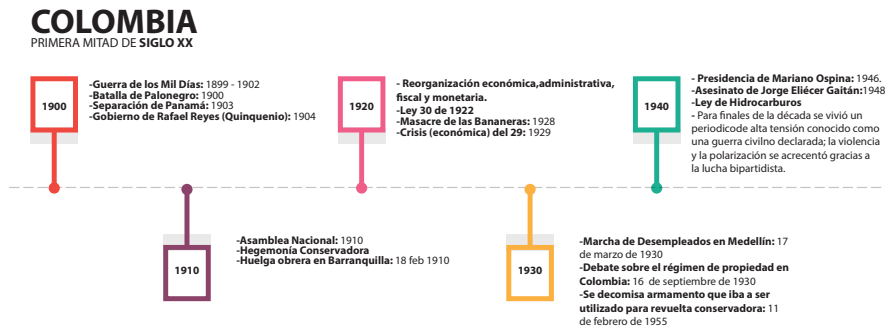 COLOMBIA
PRIMERA MITAD DE SIGLO XX
1900
-Guerra de los Mil Días: 1899 - 1902
-Batalla de Palonegro: 1900
-Separación de Panamá: 1903
-Gobierno de Rafael Reyes (Quinquenio): 1904
1920
- Reorganización económica,administrativa,
fiscal y monetaria.
-Ley 30 de 1922
-Masacre de las Bananeras: 1928
-Crisis (económica) del 29: 1929
1940
- Presidencia de Mariano Ospina: 1946.
-Asesinato de Jorge Eliécer Gaitán:1948
-Ley de Hidrocarburos
- Para finales de la década se vivió un
periodicode alta tensión conocido como
una guerra civilno declarada; la violencia
y la polarización se acrecentó gracias a
la lucha bipartidista.
1910
-Asamblea Nacional: 1910
-Hegemonía Conservadora
-Huelga obrera en Barranquilla: 18 feb 1910
1930
-Marcha de Desempleados en Medellín: 17
de marzo de 1930
-Debate sobre el régimen de propiedad en
Colombia: 16 de septiembre de 1930
-Se decomisa armamento que iba a ser
utilizado para revuelta conservadora: 11
de febrero de 1955